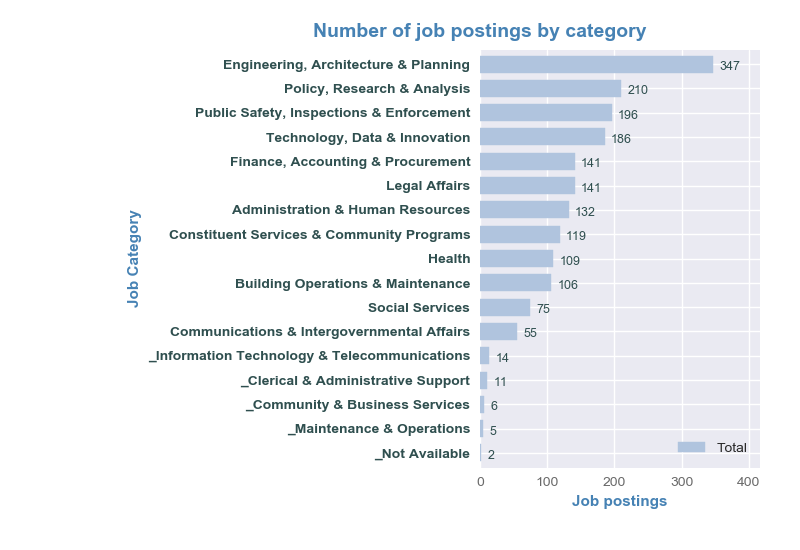 Number of job postings by category
Engineering, Architecture & Planning 347
Policy, Research & Analysis 210
Public Safety, Inspections & Enforcement 196
Technology, Data & Innovation 186
Finance, Accounting & Procurement 141
Legal Affairs 141
Administration & Human Resources 132
Constituent Services & Community Programs 119
Health 109
Building Operations & Maintenance 106
Social Services 75
Communications & Intergovernmental Affairs 55
_Information Technology & Telecommunications 14
_Clerical & Administrative Support 11
_Community & Business Services 6
_Maintenance & Operations 5
_Not Available 2
Total
0 100 200 300 400
Job postings
Job Category